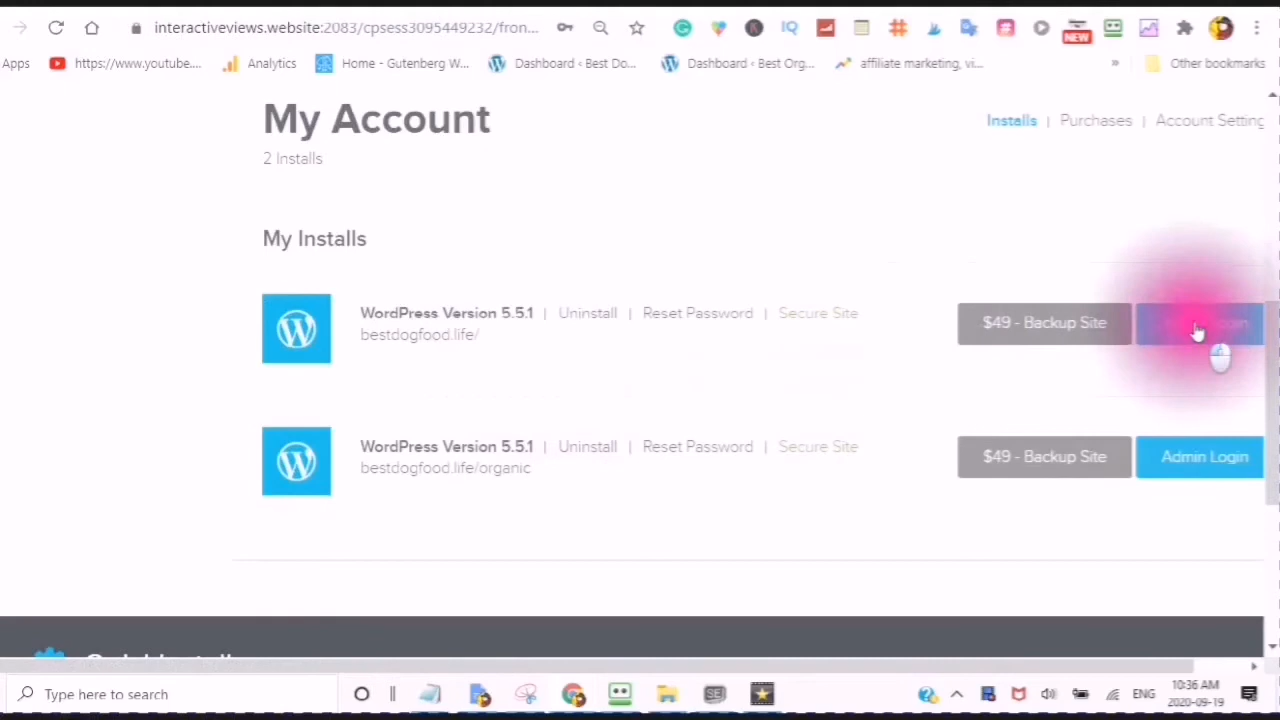 interactiveviews.website:2083/cpsess3095449232/fron...
NEW
Apps https://www.youtube... Analytics Home - Gutenberg W... Dashboard ‹ Best Do... Dashboard ‹ Best Org... affiliate marketing, vi... » Other bookmarks
My Account
Installs | Purchases | Account Setting
2 Installs
My Installs
WordPress Version 5.5.1 | Uninstall | Reset Password | Secure Site
bestdogfood.life/
$49 - Backup Site
WordPress Version 5.5.1 | Uninstall | Reset Password | Secure Site
bestdogfood.life/organic
$49 - Backup Site Admin Login
Type here to search
ENG
10:36 AM
2020-09-19